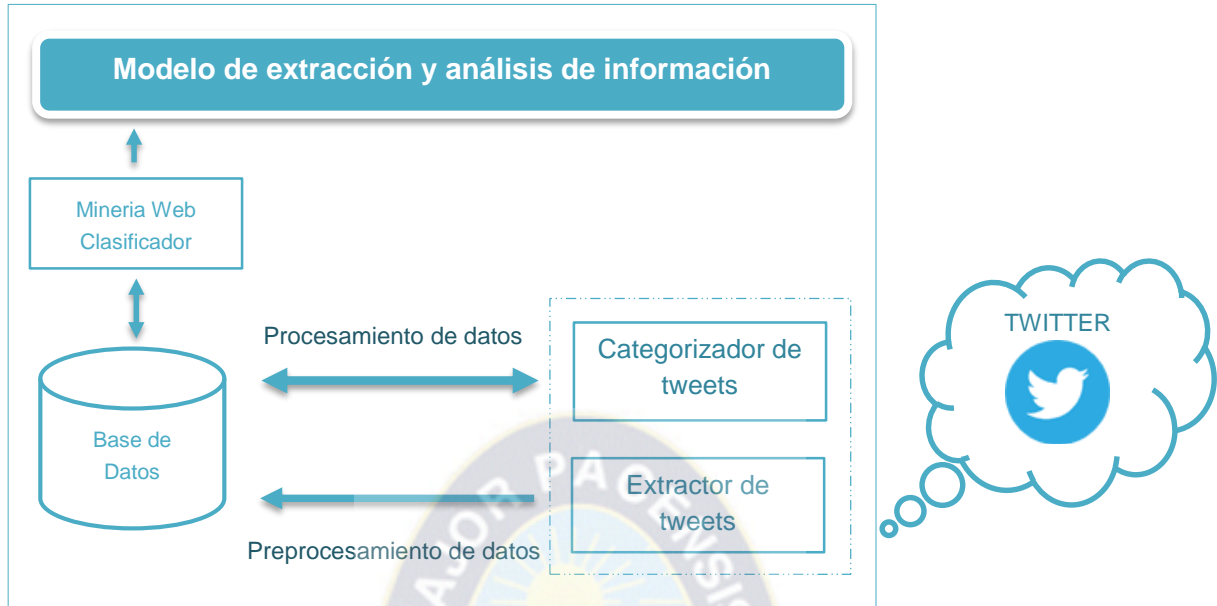 Modelo de extracción y análisis de información
Mineria Web
Clasificador
Procesamiento de datos
Categorizador de
tweets
TWITTER
Base de
Datos
Extractor de
tweets
Preprocesamiento de datos